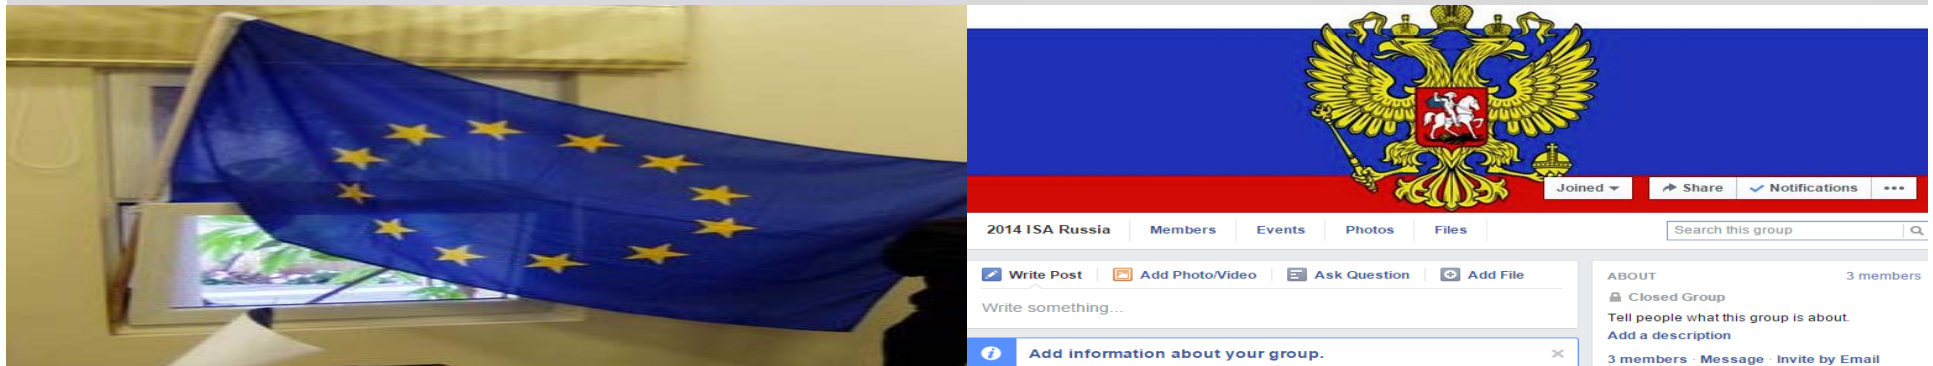 Joined
Share
Notifications
2014 ISA Russia
Members
Events
Photos
Files
Search this group
Write Post
Add Photo/Video
Ask Question
Add File
Write something...
ABOUT
3 members
Closed Group
Tell people what this group is about.
Add a description
3 members · Message · Invite by Email
Add information about your group.